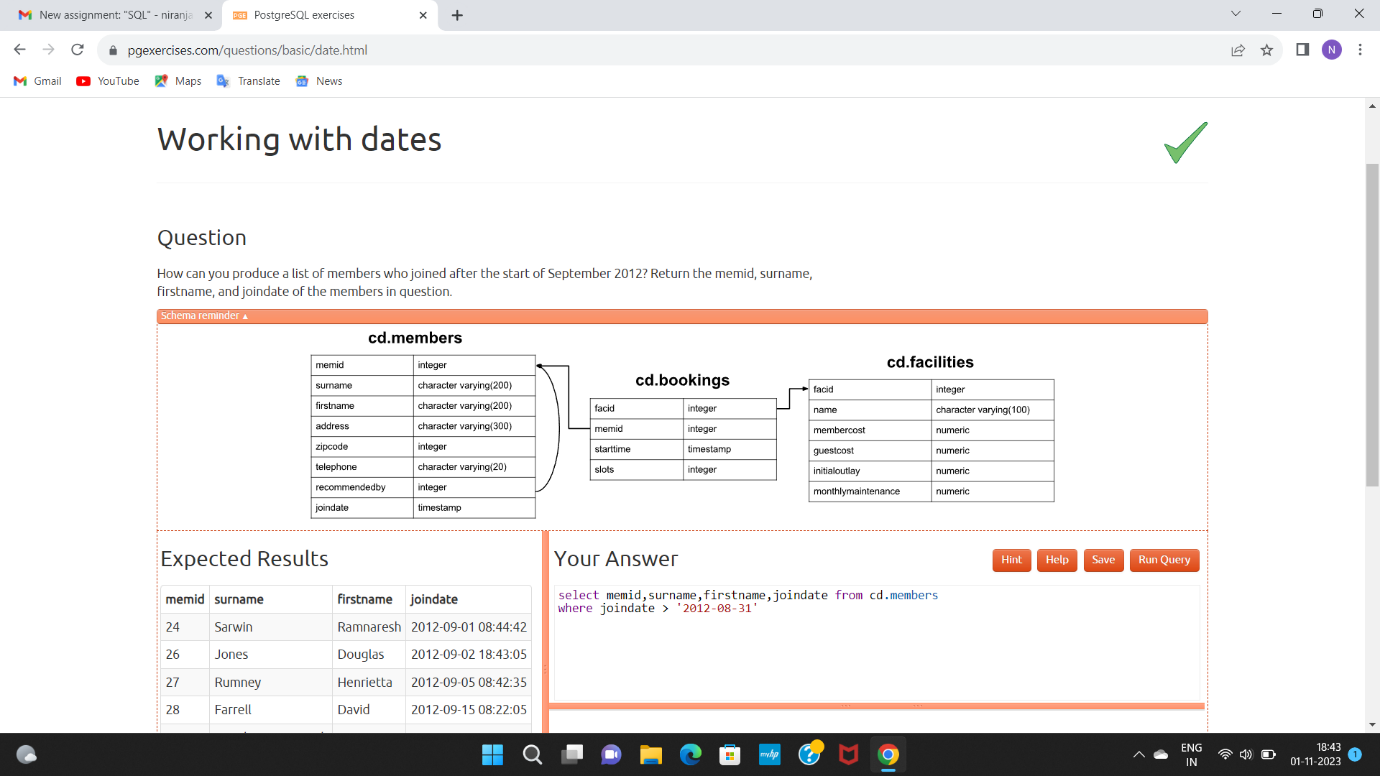 New assignment: "SQL" - niranja
PostgreSQL exercises
pgexercises.com/questions/basic/date.html
N
Gmail YouTube Maps Translate News
Working with dates
Question
How can you produce a list of members who joined after the start of September 2012? Return the memid, surname,
firstname, and joindate of the members in question.
Schema reminder ▲
cd.members
memid integer
surname character varying(200)
firstname character varying(200)
address character varying(300)
zipcode integer
telephone character varying(20)
recommendedby integer
joindate timestamp
cd.bookings
facid integer
memid integer
starttime timestamp
slots integer
cd.facilities
facid integer
name character varying(100)
membercost numeric
guestcost numeric
initialoutlay numeric
monthlymaintenance numeric
Expected Results
memid surname firstname joindate
24 Sarwin Ramnaresh 2012-09-01 08:44:42
26 Jones Douglas 2012-09-02 18:43:05
27 Rumney Henrietta 2012-09-05 08:42:35
28 Farrell David 2012-09-15 08:22:05
Your Answer
Hint Help Save Run Query
select memid,surname,firstname,joindate from cd.members
where joindate > '2012-08-31'
ENG
IN
18:43
01-11-2023
1